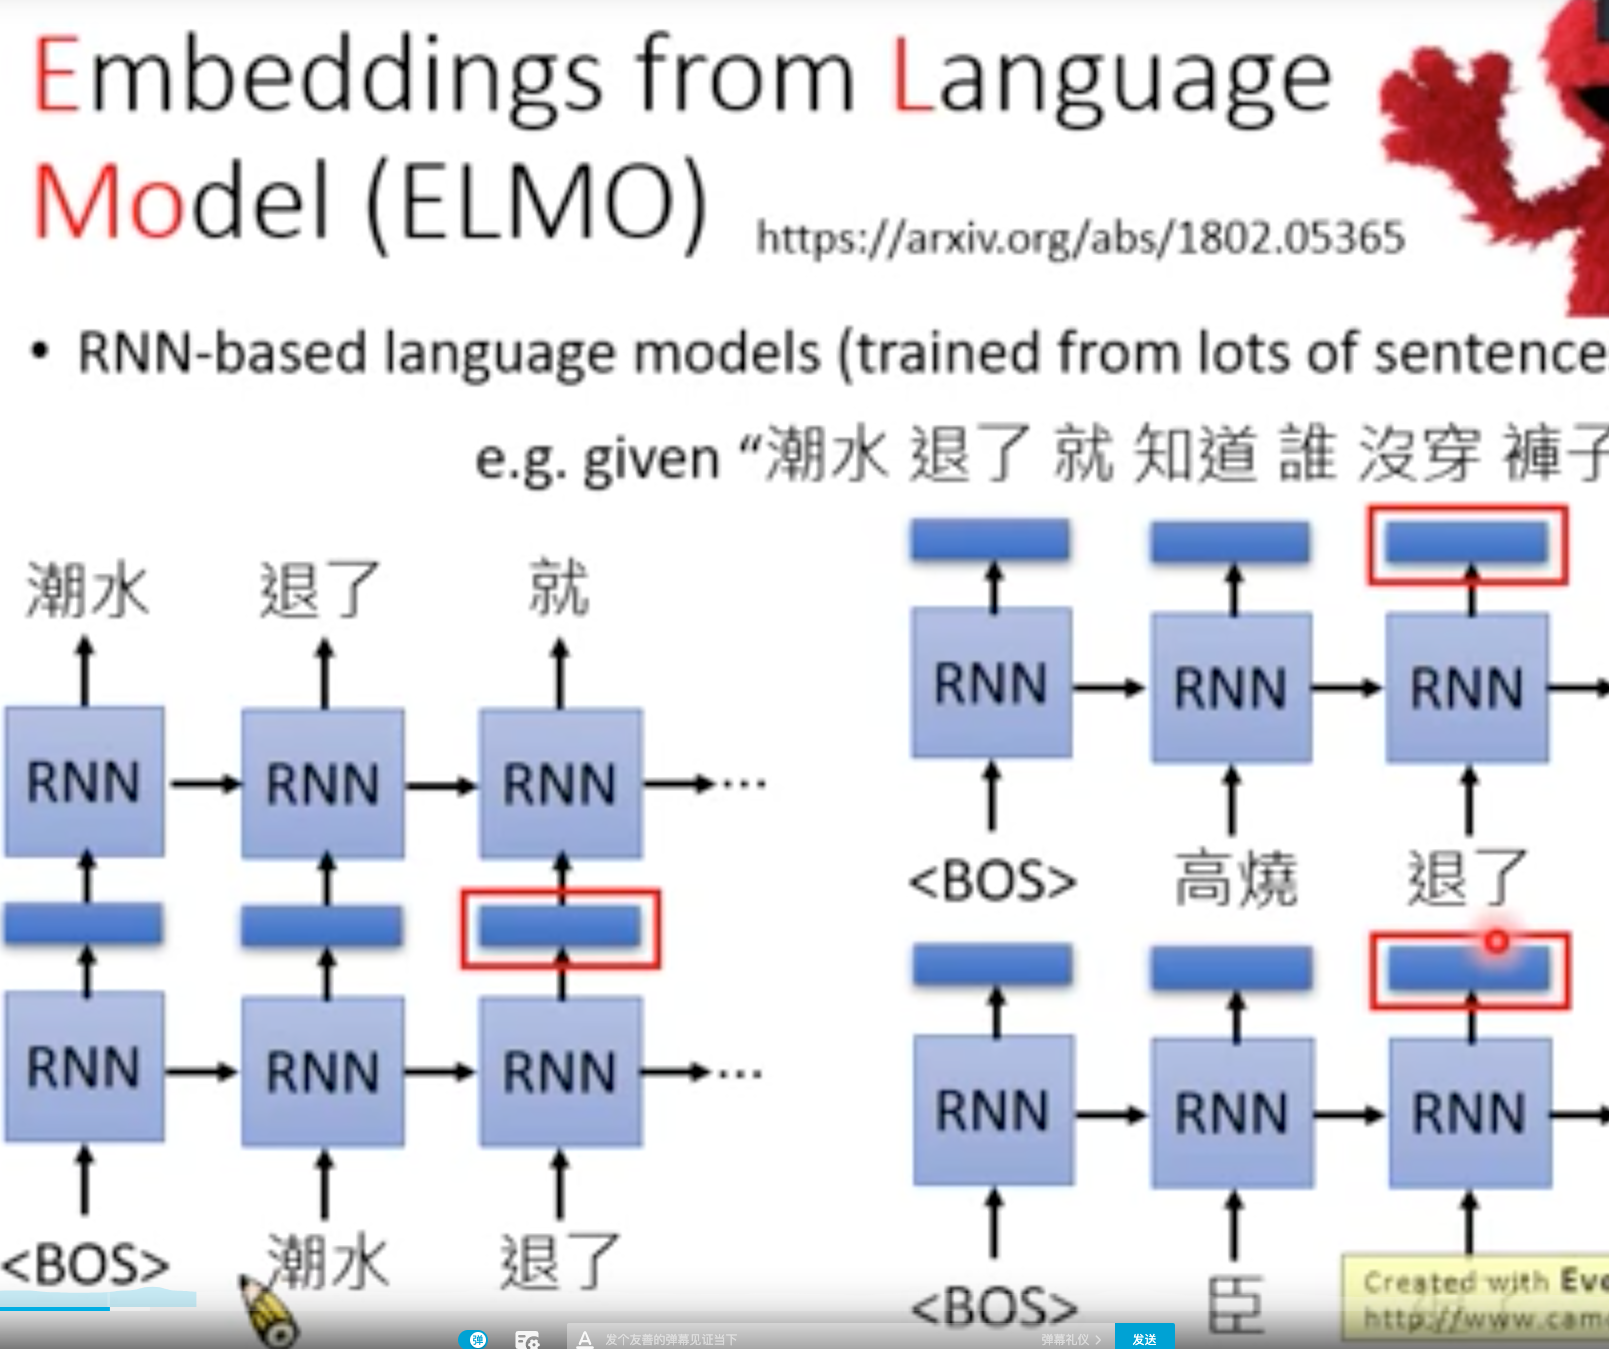 Embeddings from Language
Model (ELMO) https://arxiv.org/abs/1802.05365
• RNN-based language models (trained from lots of sentence
e.g. given “潮水 退了 就 知道 誰 沒穿 褲子
潮水 退了 就
RNN RNN RNN …
RNN RNN RNN …
<BOS> 潮水 退了
RNN RNN RNN
<BOS> 高燒 退了
RNN RNN RNN
<BOS> 臣
Created with
http://www.cam
弹
A 发个友善的弹幕见证当下 弹幕礼仪 > 发送